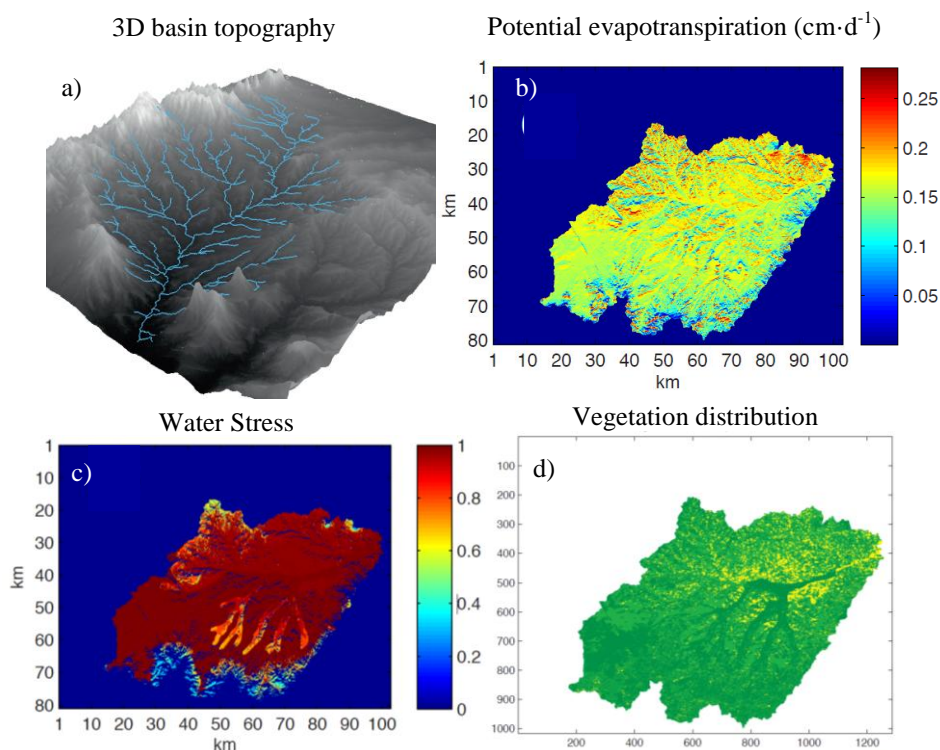 3D basin topography
a)
Potential evapotranspiration (cm·d-1)
b)
1
10
20
30
40
50
60
70
80
km
1 10 20 30 40 50 60 70 80 90 100
km
0.25
0.20
0.15
0.10
0.05
Water Stress
c)
1
10
20
30
40
50
60
70
80
km
1 10 20 30 40 50 60 70 80 90 100
km
1
0.8
0.6
0.4
0.2
0
Vegetation distribution
d)
100
200
300
400
500
600
700
800
900
1000
200 400 600 800 1000 1200